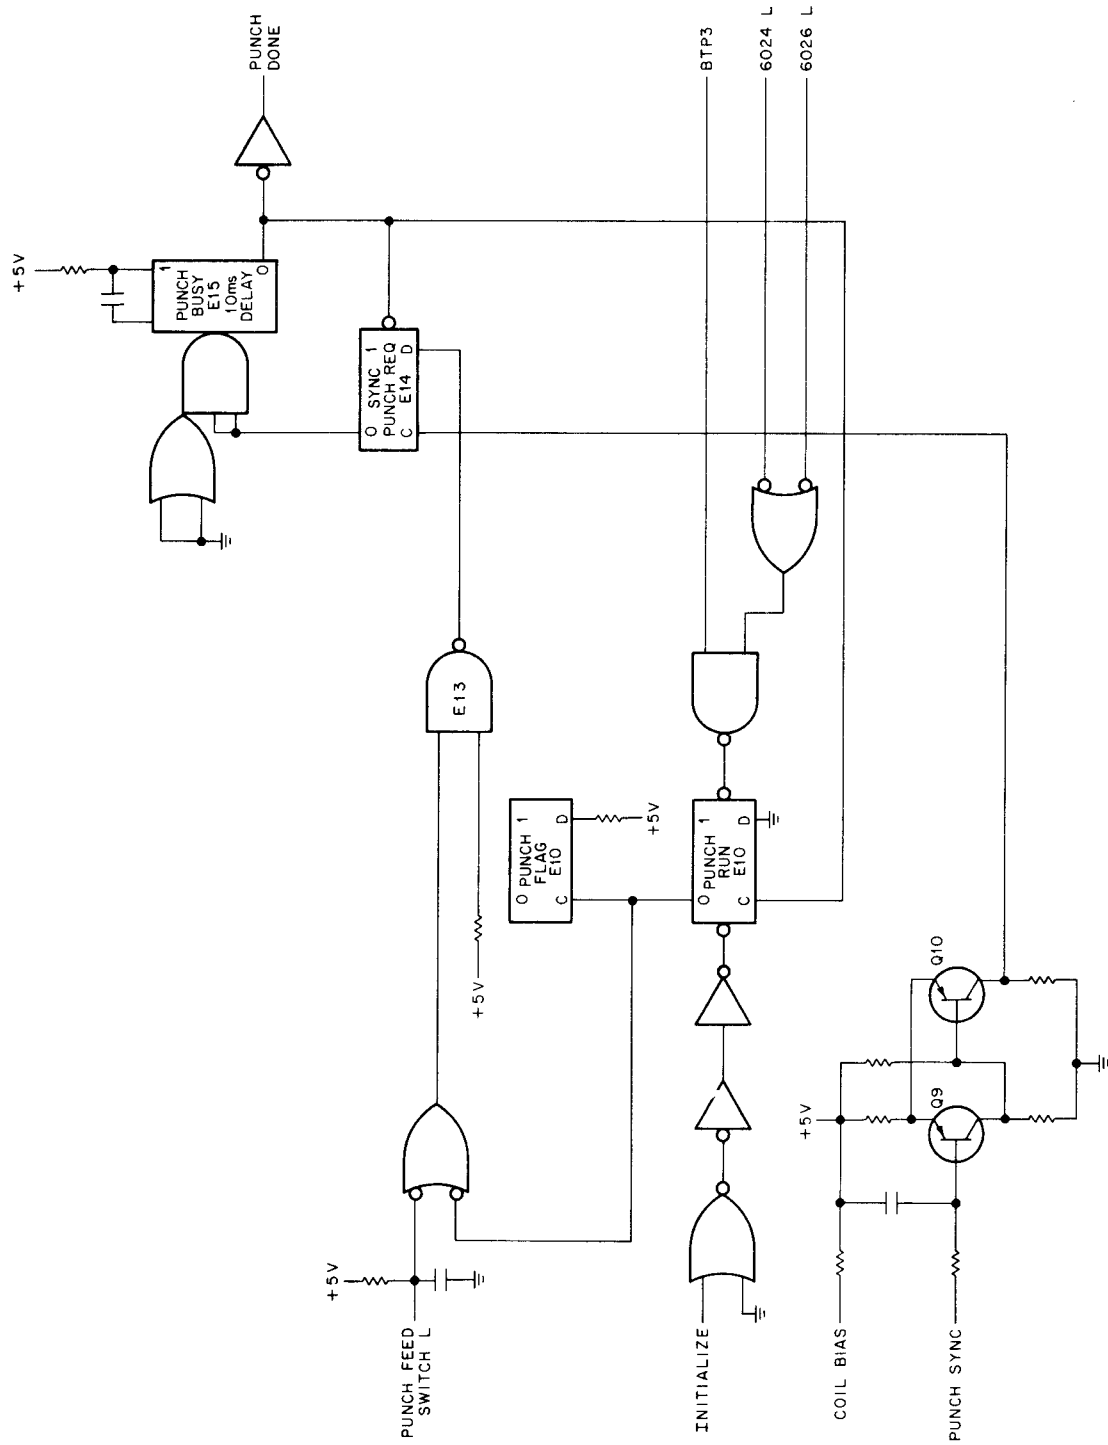 +5V
PUNCH
BUSY
E15
10ms
DELAY
1
0
PUNCH
DONE
0
SYNC 1
PUNCH REQ
E14
C
D
E13
+5V
PUNCH FEED
SWITCH L
+5V
0 PUNCH 1
FLAG
E10
C
D
+5V
BTP3
6024 L
6026 L
0 PUNCH 1
RUN
E10
C
D
INITIALIZE
+5V
COIL BIAS
PUNCH SYNC
Q9
Q10